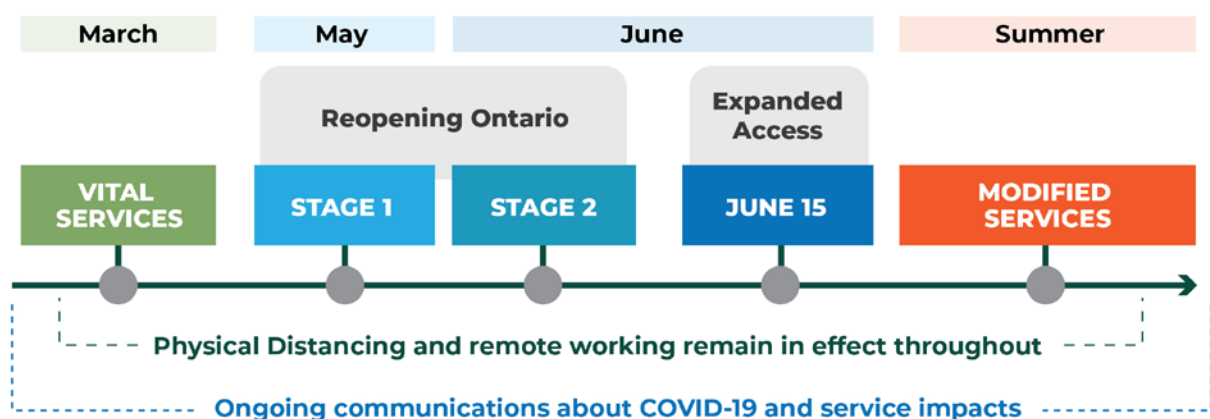 March
May
June
Summer
Reopening Ontario
Expanded
Access
VITAL
SERVICES
STAGE 1
STAGE 2
JUNE 15
MODIFIED
SERVICES
Physical Distancing and remote working remain in effect throughout
Ongoing communications about COVID-19 and service impacts